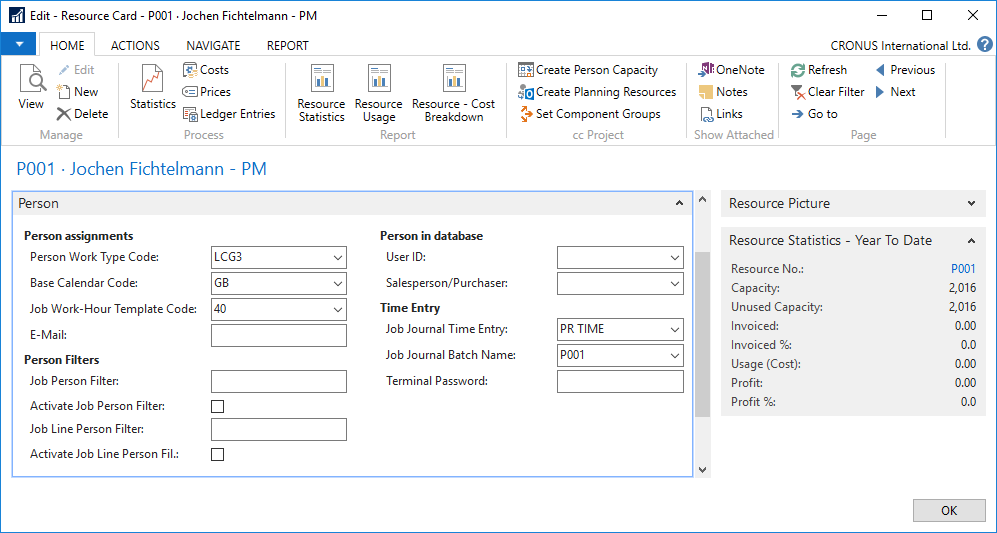 Edit - Resource Card - P001 · Jochen Fichtelmann - PM
HOME ACTIONS NAVIGATE REPORT CRONUS International Ltd. ?
View
Edit
New
Delete
Manage
Statistics
Costs
Prices
Ledger Entries
Process
Resource Statistics
Resource Usage
Resource - Cost Breakdown
Report
Create Person Capacity
Create Planning Resources
Set Component Groups
cc Project
OneNote
Notes
Links
Show Attached
Refresh
Clear Filter
Go to
Previous
Next
Page
P001 · Jochen Fichtelmann - PM
Person
Person assignments
Person Work Type Code: LCG3
Base Calendar Code: GB
Job Work-Hour Template Code: 40
E-Mail:
Person Filters
Job Person Filter:
Activate Job Person Filter:
Job Line Person Filter:
Activate Job Line Person Fil.:
Person in database
User ID:
Salesperson/Purchaser:
Time Entry
Job Journal Time Entry: PR TIME
Job Journal Batch Name: P001
Terminal Password:
Resource Picture
Resource Statistics - Year To Date
Resource No.: P001
Capacity: 2,016
Unused Capacity: 2,016
Invoiced: 0.00
Invoiced %: 0.0
Usage (Cost): 0.00
Profit: 0.00
Profit %: 0.0
OK